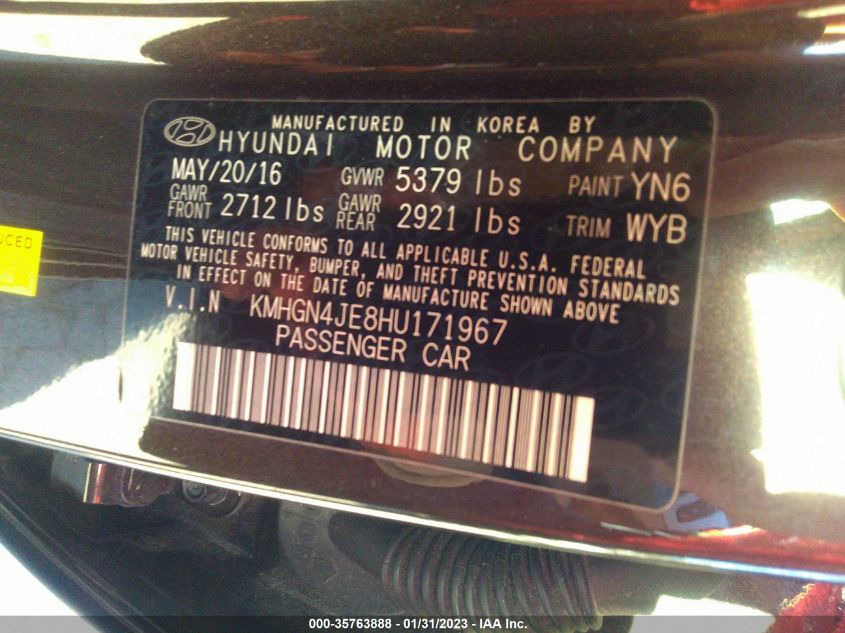 MANUFACTURED IN KOREA BY
HYUNDAI MOTOR COMPANY
MAY/20/16 GVWR 5379 lbs PAINT YN6
GAWR FRONT 2712 lbs GAWR REAR 2921 lbs TRIM WYB
THIS VEHICLE CONFORMS TO ALL APPLICABLE U.S.A. FEDERAL
MOTOR VEHICLE SAFETY, BUMPER, AND THEFT PREVENTION STANDARDS
IN EFFECT ON THE DATE OF MANUFACTURE SHOWN ABOVE
V.I.N KMHGN4JE8HU171967
PASSENGER CAR
000-35763888 - 01/31/2023 - IAA Inc.